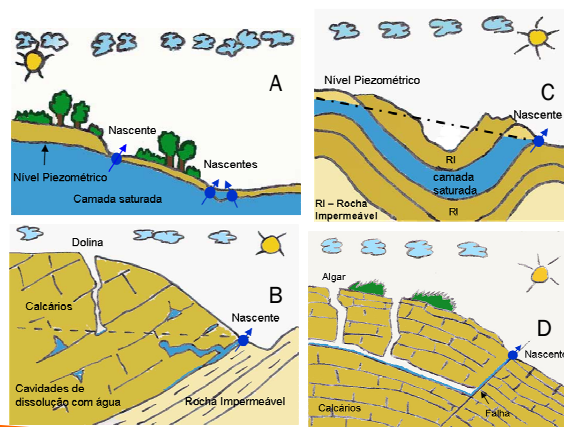 A
Nascente
Nascentes
Nível Piezométrico
Camada saturada
C
Nível Piezométrico
Nascente
RI
camada
saturada
RI – Rocha
Impermeável
RI
B
Dolina
Calcários
Nascente
Cavidades de
dissolução com água
Rocha Impermeável
D
Algar
Nascente
Calcários
Falha